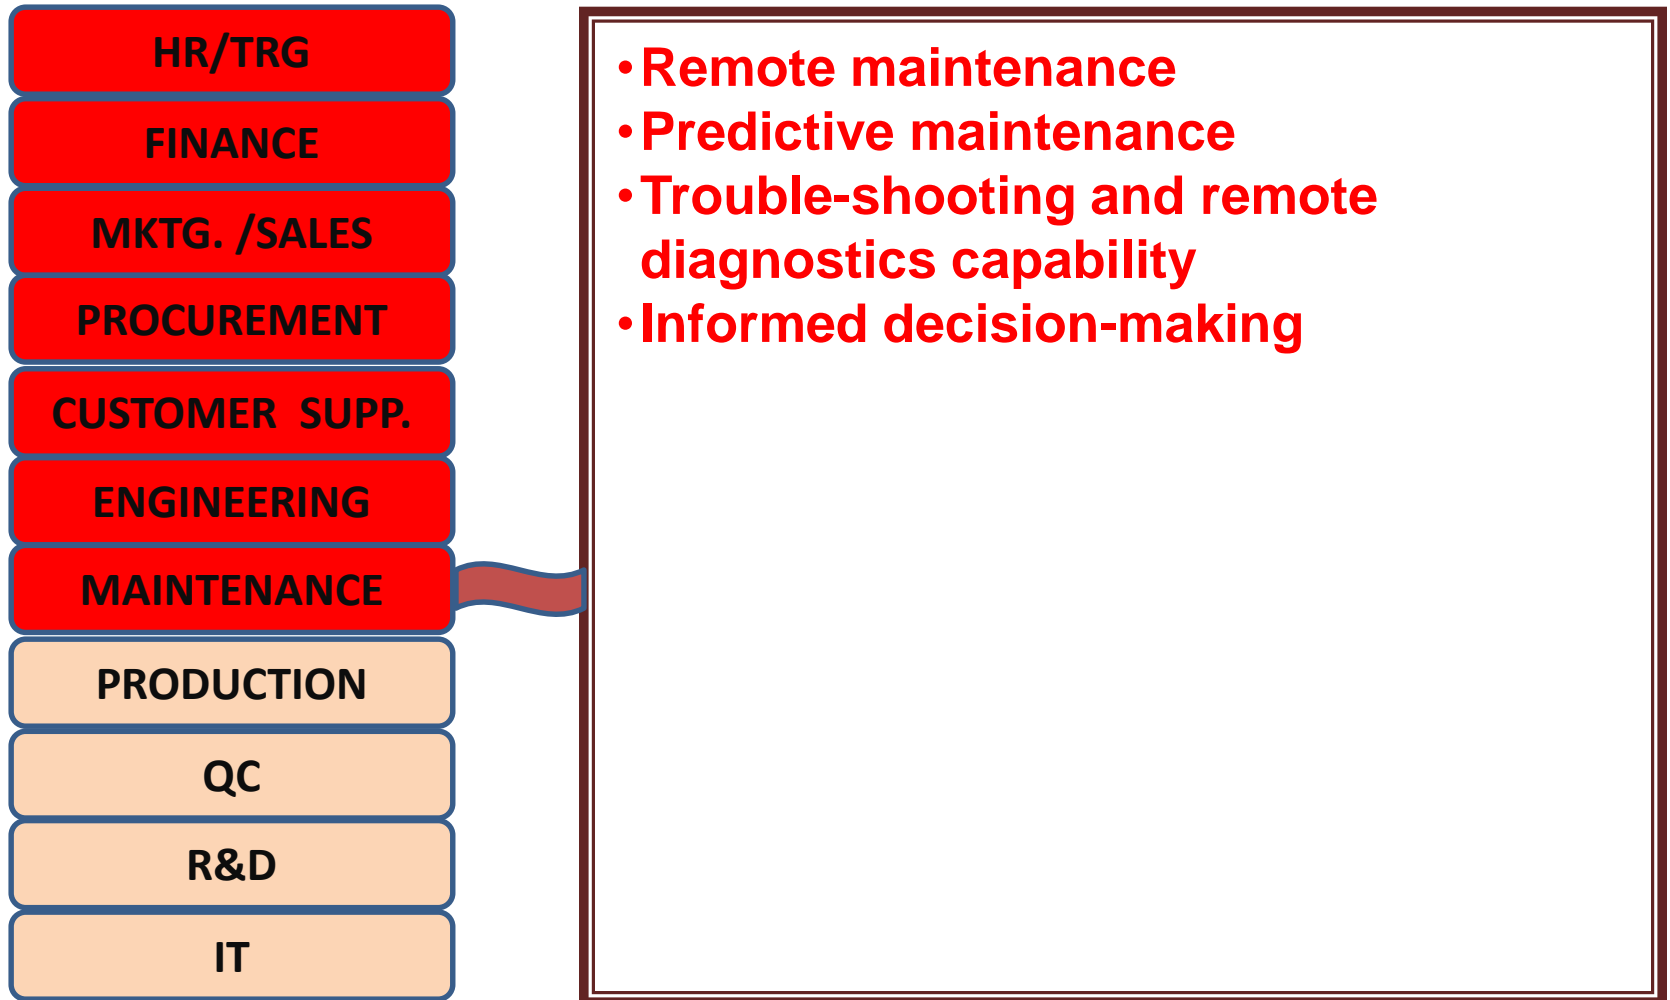 HR/TRG
FINANCE
MKTG. /SALES
PROCUREMENT
CUSTOMER  SUPP.
ENGINEERING
MAINTENANCE
PRODUCTION
QC
R&D
IT
•Remote maintenance
•Predictive maintenance
•Trouble-shooting and remote
diagnostics capability
•Informed decision-making